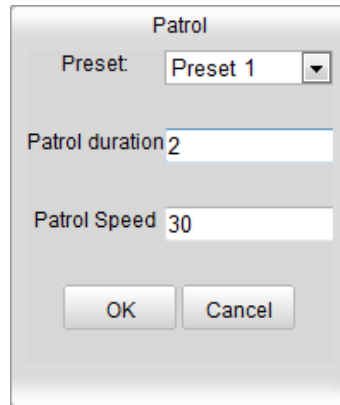 Patrol
Preset: Preset 1
Patrol duration 2
Patrol Speed 30
OK Cancel